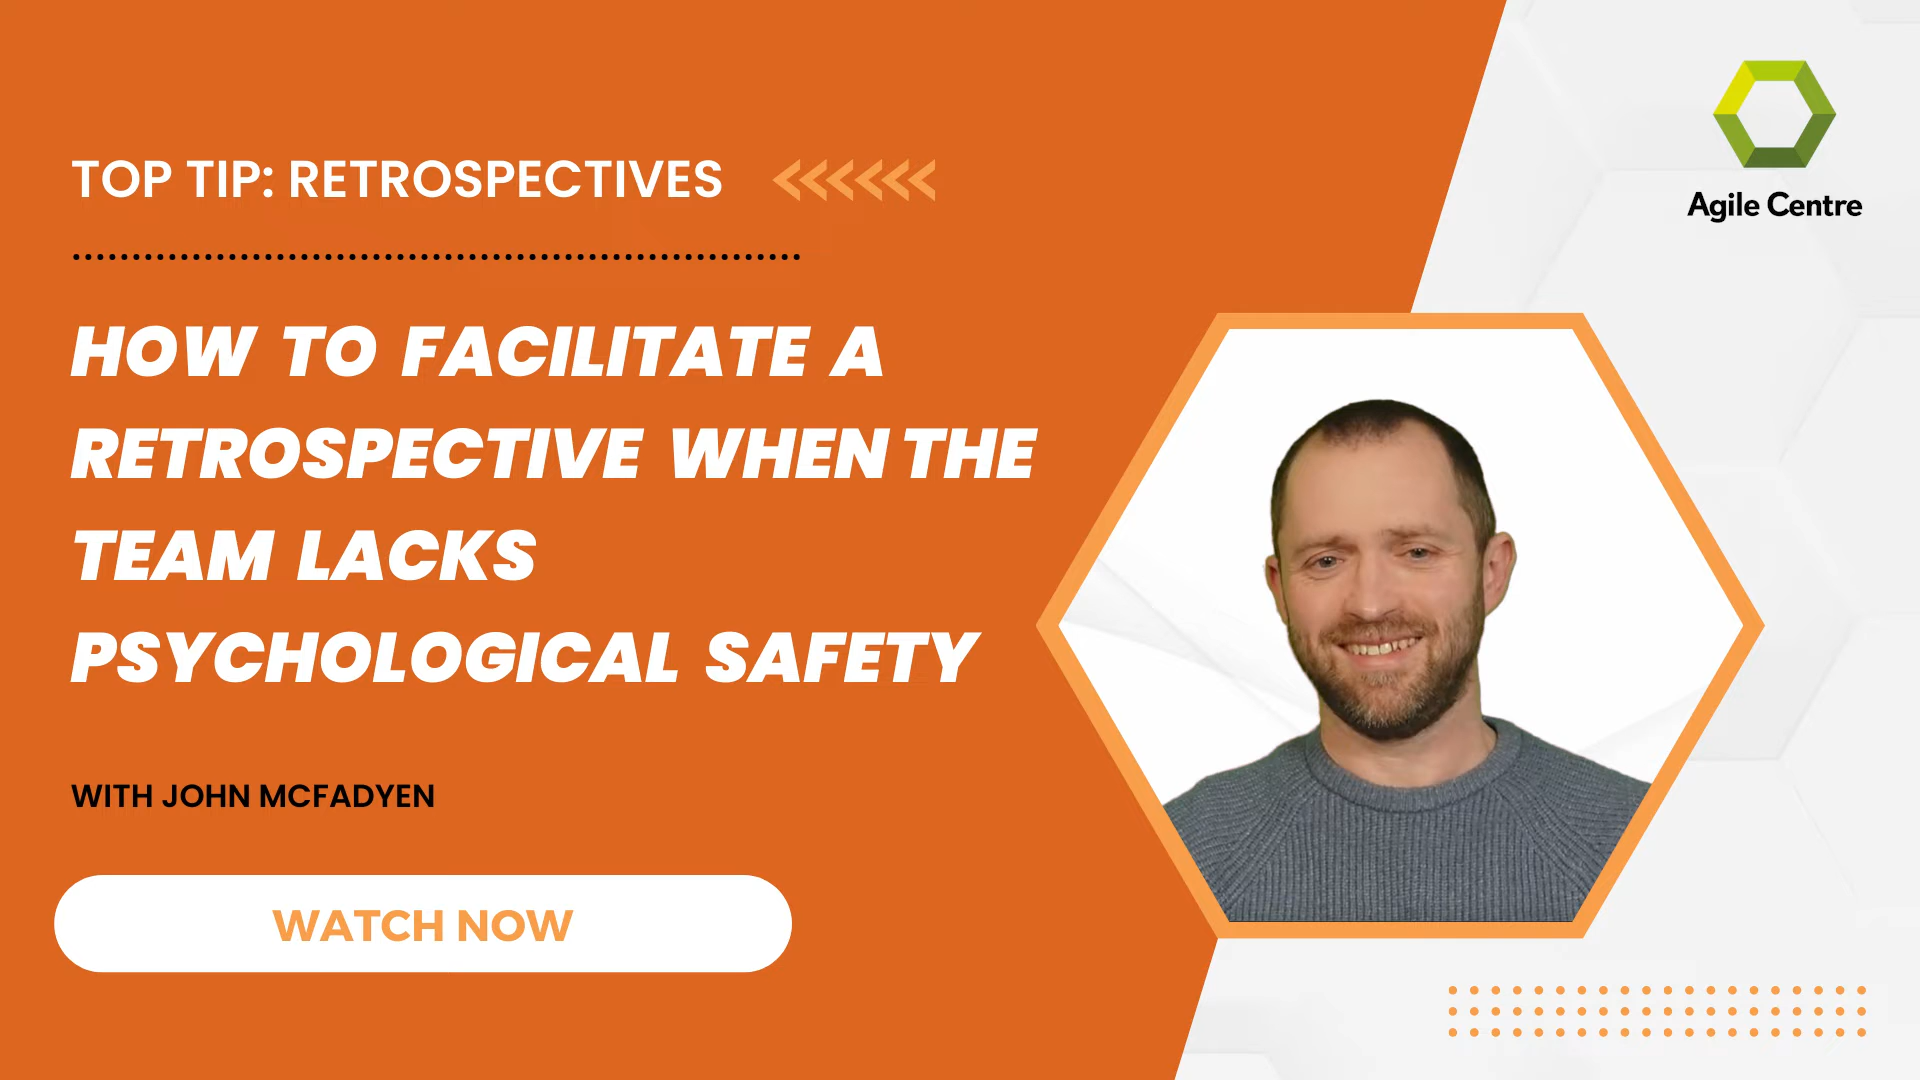 TOP TIP: RETROSPECTIVES
HOW TO FACILITATE A
RETROSPECTIVE WHEN THE
TEAM LACKS
PSYCHOLOGICAL SAFETY
WITH JOHN MCFADYEN
WATCH NOW
Agile Centre